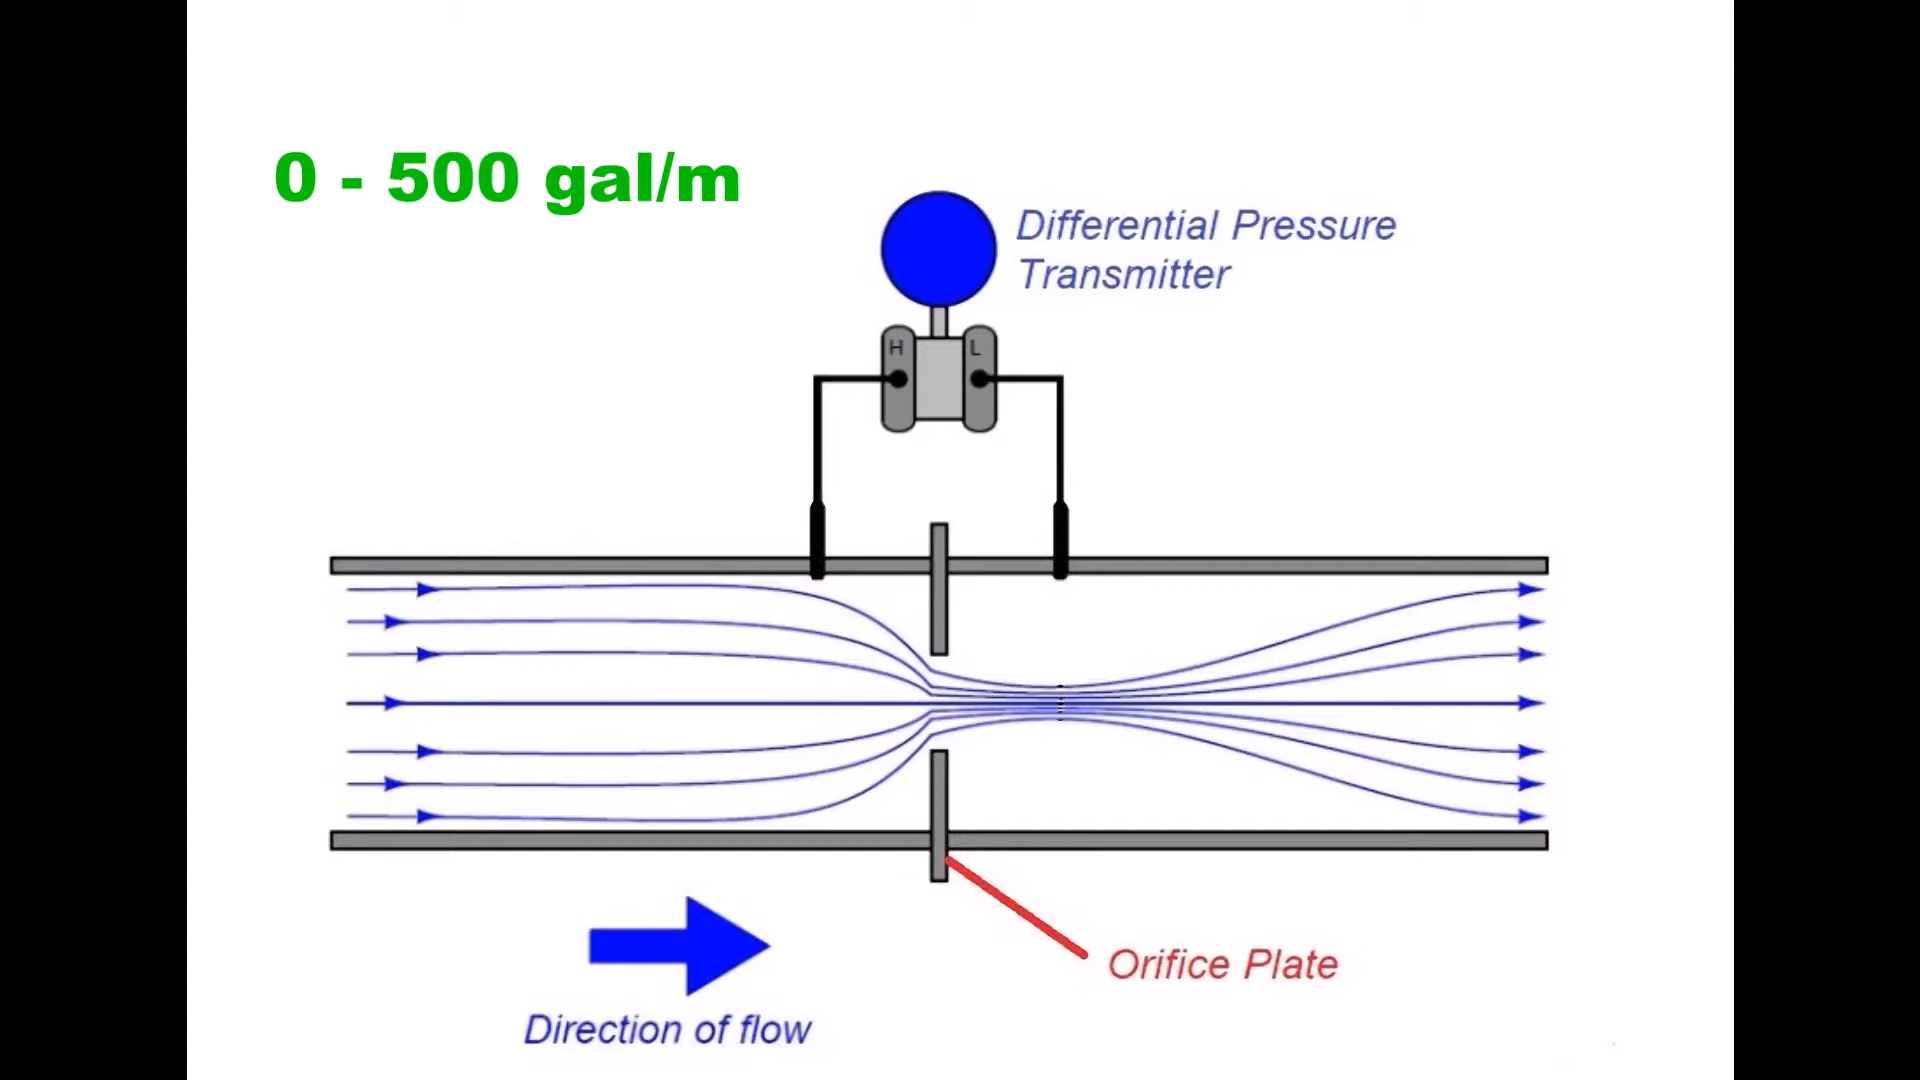 0 - 500 gal/m
Differential Pressure
Transmitter
H
L
Orifice Plate
Direction of flow